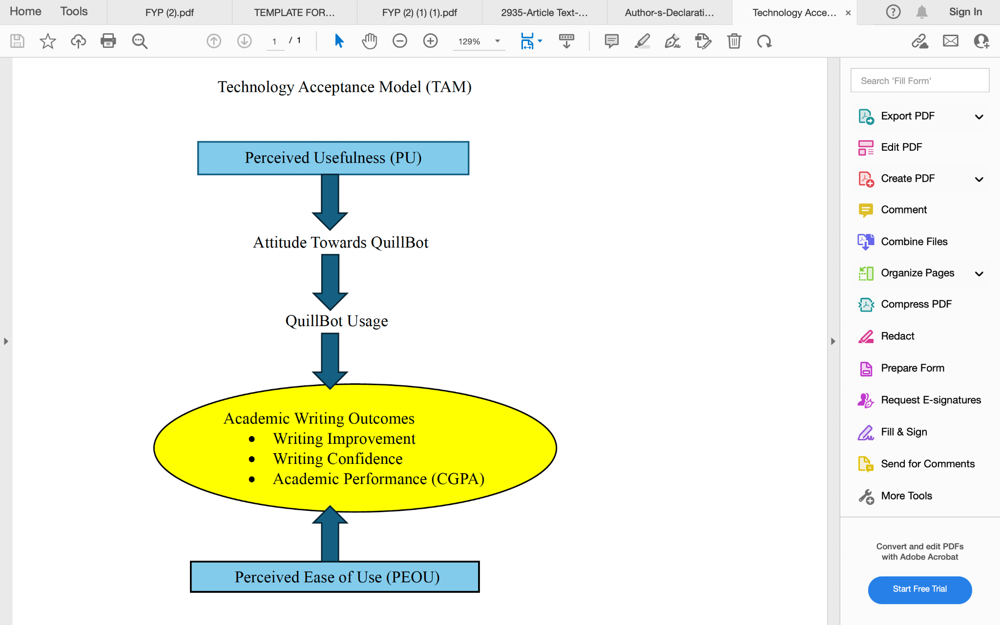 Home Tools FYP (2).pdf TEMPLATE FOR... FYP (2) (1) (1).pdf 2935-Article Text-... Author-s-Declarati... Technology Acce... × ? Sign In
1 / 1 129%
Technology Acceptance Model (TAM)
Perceived Usefulness (PU)
Attitude Towards QuillBot
QuillBot Usage
Academic Writing Outcomes
• Writing Improvement
• Writing Confidence
• Academic Performance (CGPA)
Perceived Ease of Use (PEOU)
Search 'Fill Form'
Export PDF
Edit PDF
Create PDF
Comment
Combine Files
Organize Pages
Compress PDF
Redact
Prepare Form
Request E-signatures
Fill & Sign
Send for Comments
More Tools
Convert and edit PDFs
with Adobe Acrobat
Start Free Trial